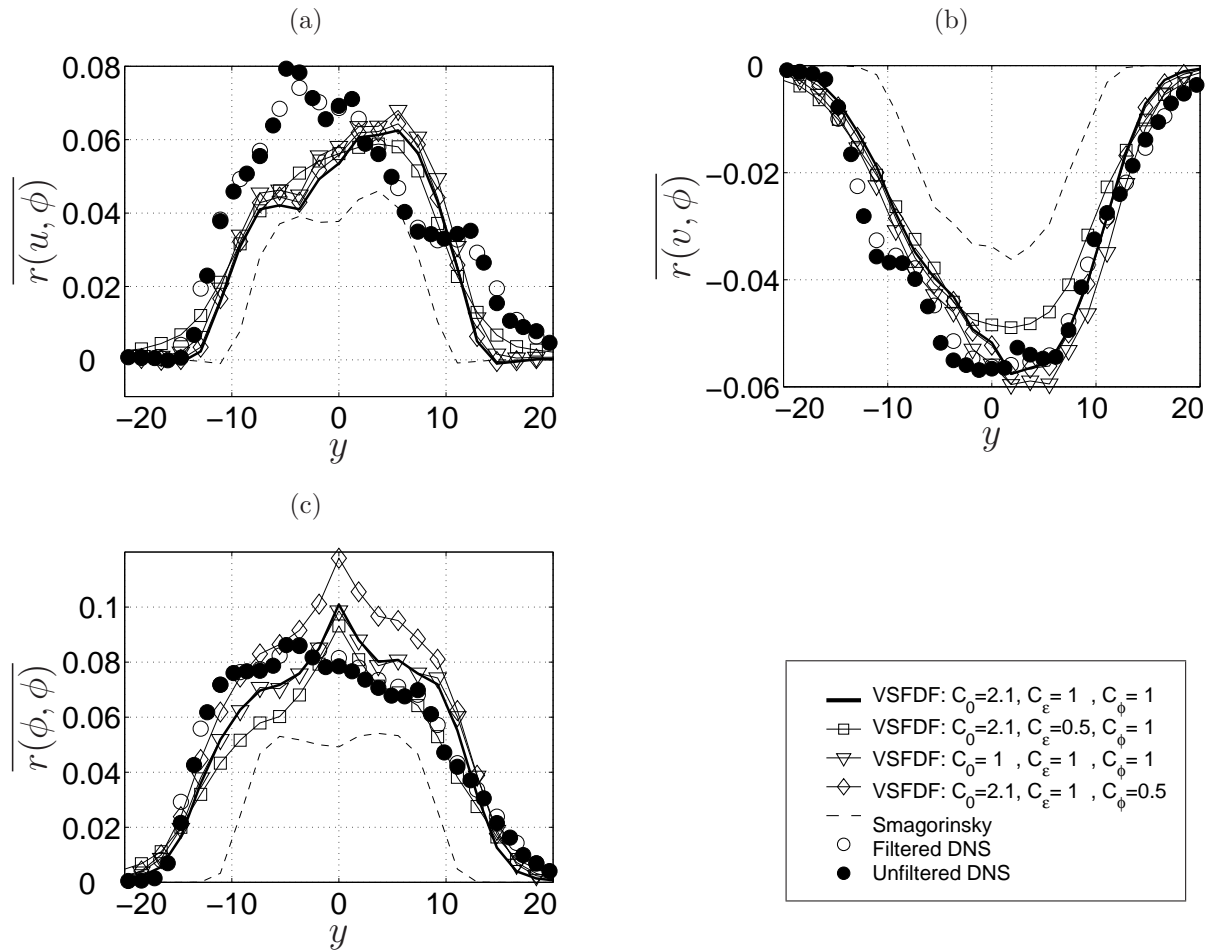 (a)
0.08
0.06
0.04
0.02
0
−20 −10 0 10 20
y
r(u, ϕ)
(b)
0
−0.02
−0.04
−0.06
−20 −10 0 10 20
y
r(v, ϕ)
(c)
0.1
0.08
0.06
0.04
0.02
0
−20 −10 0 10 20
y
r(ϕ, ϕ)
VSFDF: C₀=2.1, Cε= 1 , Cϕ= 1
VSFDF: C₀=2.1, Cε=0.5, Cϕ= 1
VSFDF: C₀= 1 , Cε= 1 , Cϕ= 1
VSFDF: C₀=2.1, Cε= 1 , Cϕ=0.5
Smagorinsky
Filtered DNS
Unfiltered DNS